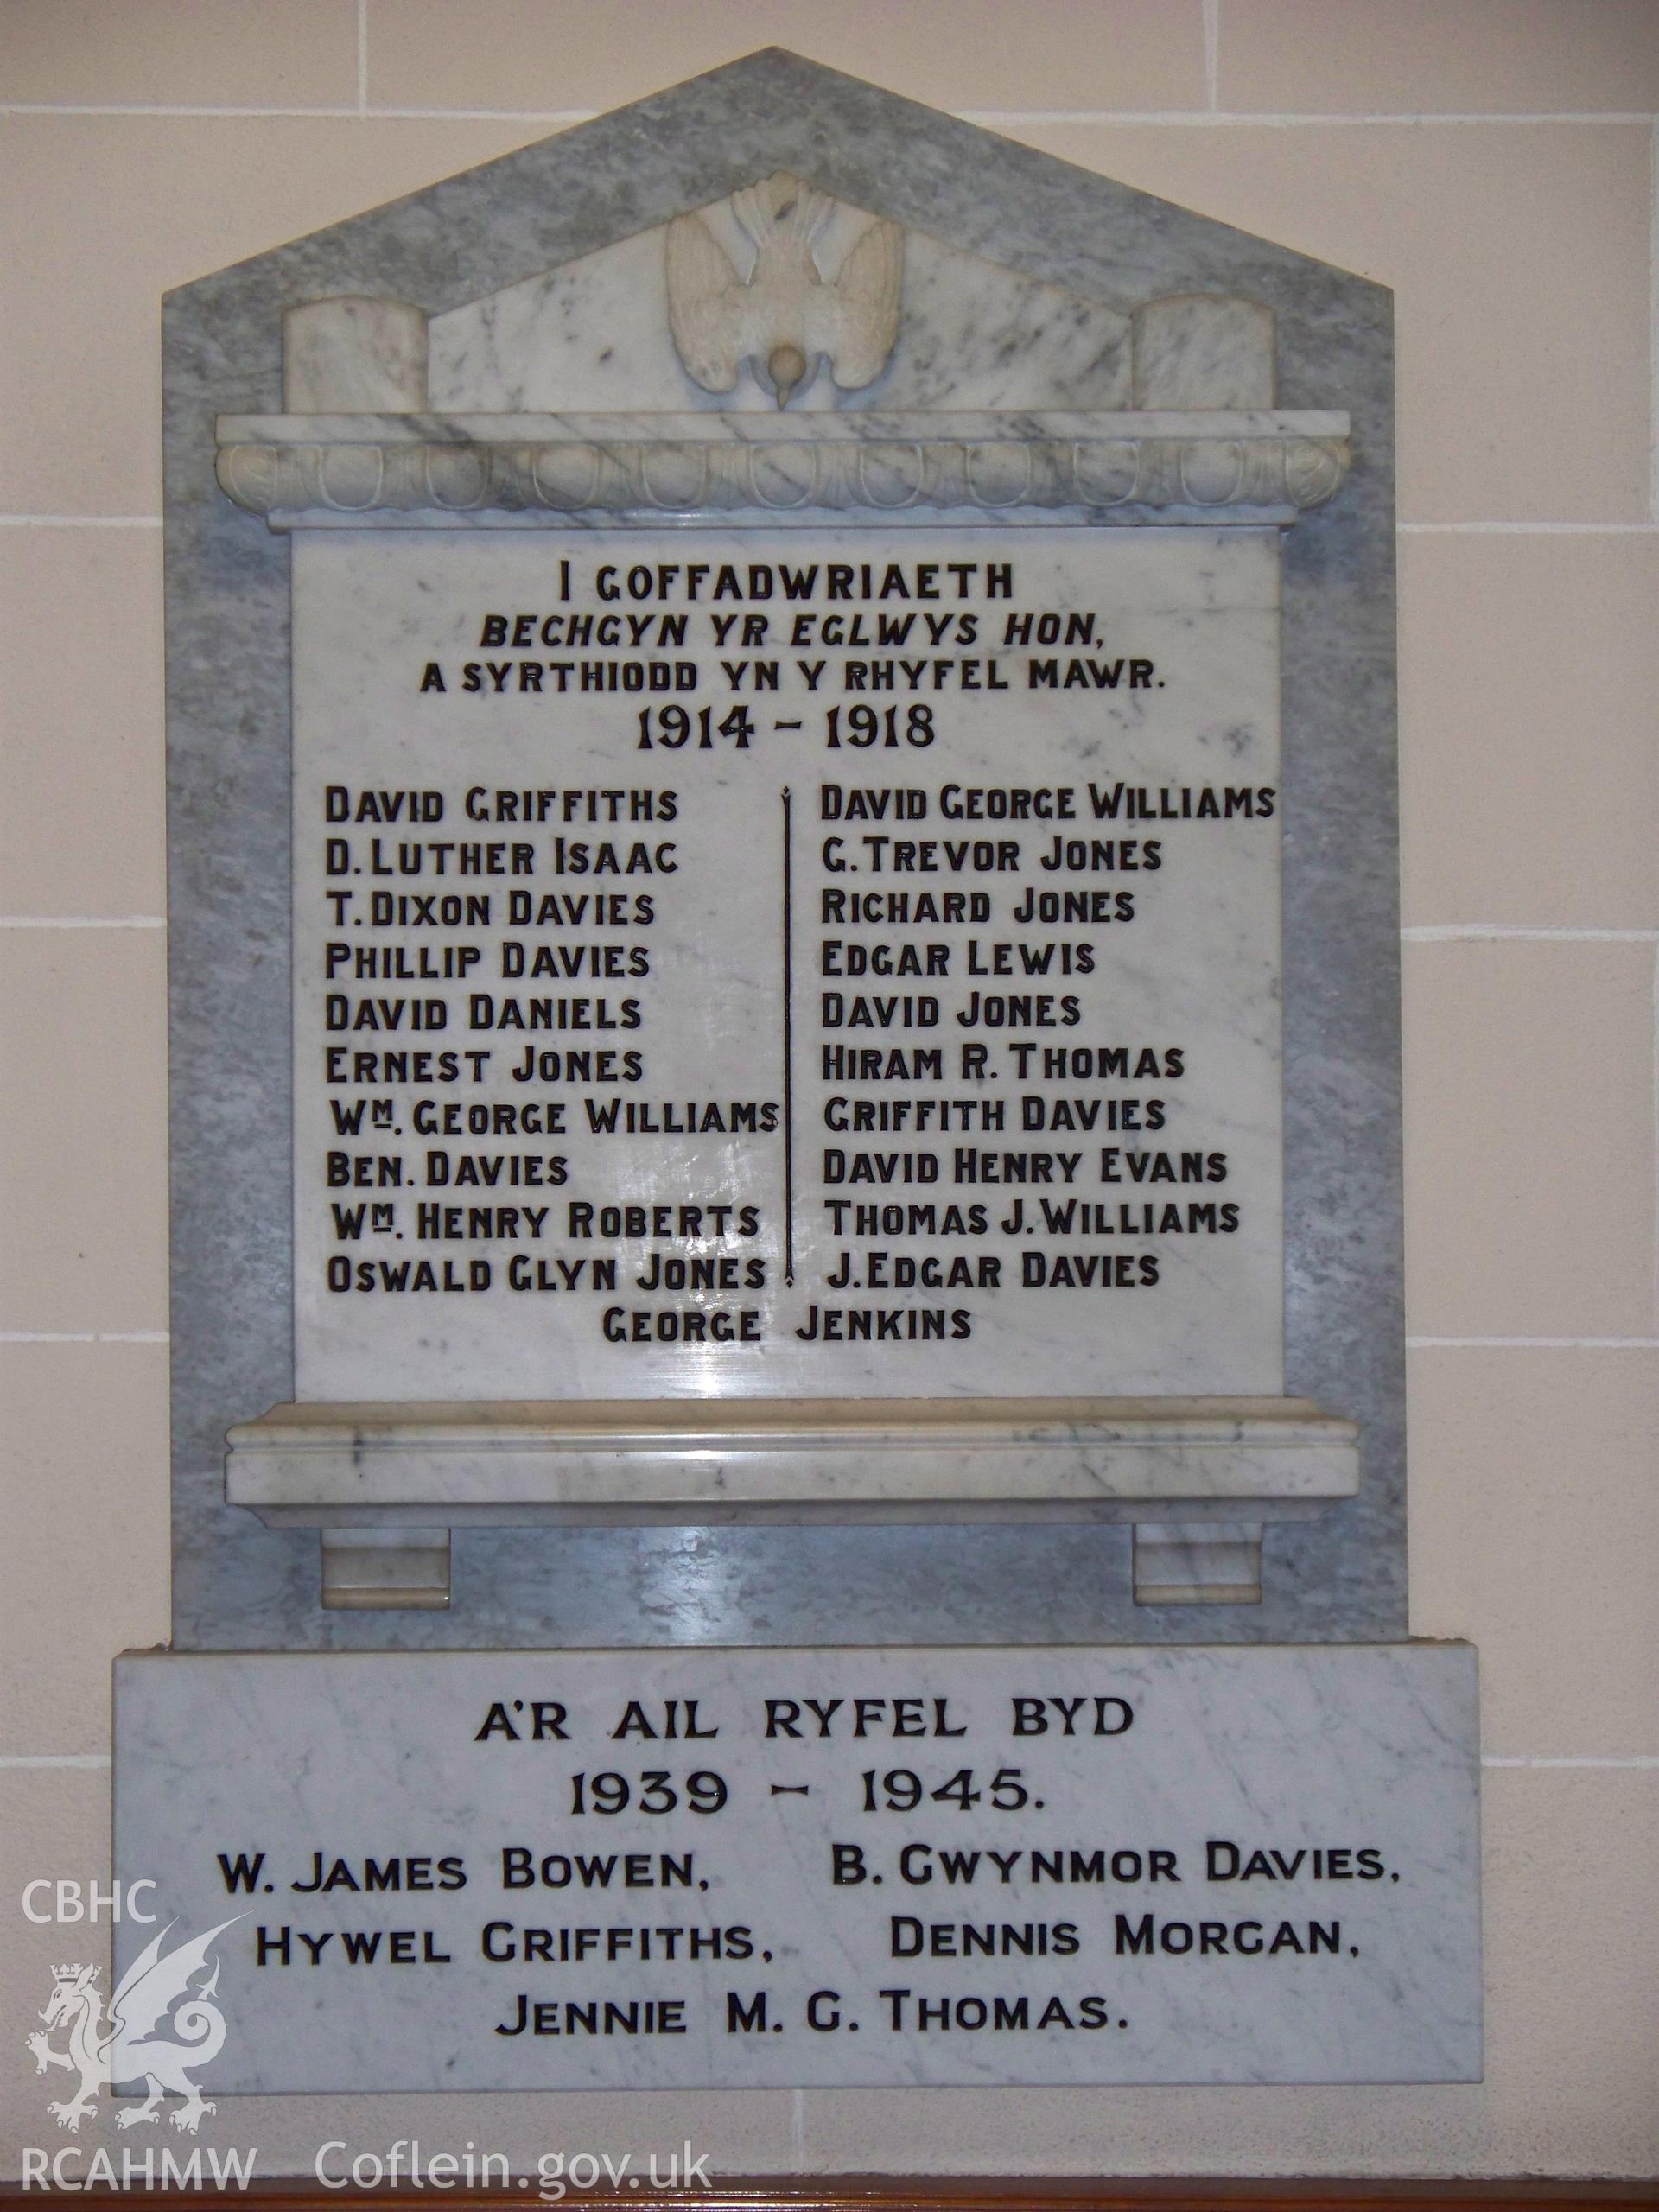 I GOFFADWRIAETH
BECHGYN YR EGLWYS HON,
A SYRTHIODD YN Y RHYFEL MAWR.
1914 - 1918
DAVID GRIFFITHS
D. LUTHER ISAAC
T. DIXON DAVIES
PHILLIP DAVIES
DAVID DANIELS
ERNEST JONES
WM. GEORGE WILLIAMS
BEN. DAVIES
WM. HENRY ROBERTS
OSWALD GLYN JONES
DAVID GEORGE WILLIAMS
G. TREVOR JONES
RICHARD JONES
EDGAR LEWIS
DAVID JONES
HIRAM R. THOMAS
GRIFFITH DAVIES
DAVID HENRY EVANS
THOMAS J. WILLIAMS
J. EDGAR DAVIES
GEORGE JENKINS
A'R AIL RYFEL BYD
1939 - 1945.
W. JAMES BOWEN, B. GWYNMOR DAVIES,
HYWEL GRIFFITHS, DENNIS MORGAN,
JENNIE M. G. THOMAS.
CBHC
RCAHMW Coflein.gov.uk